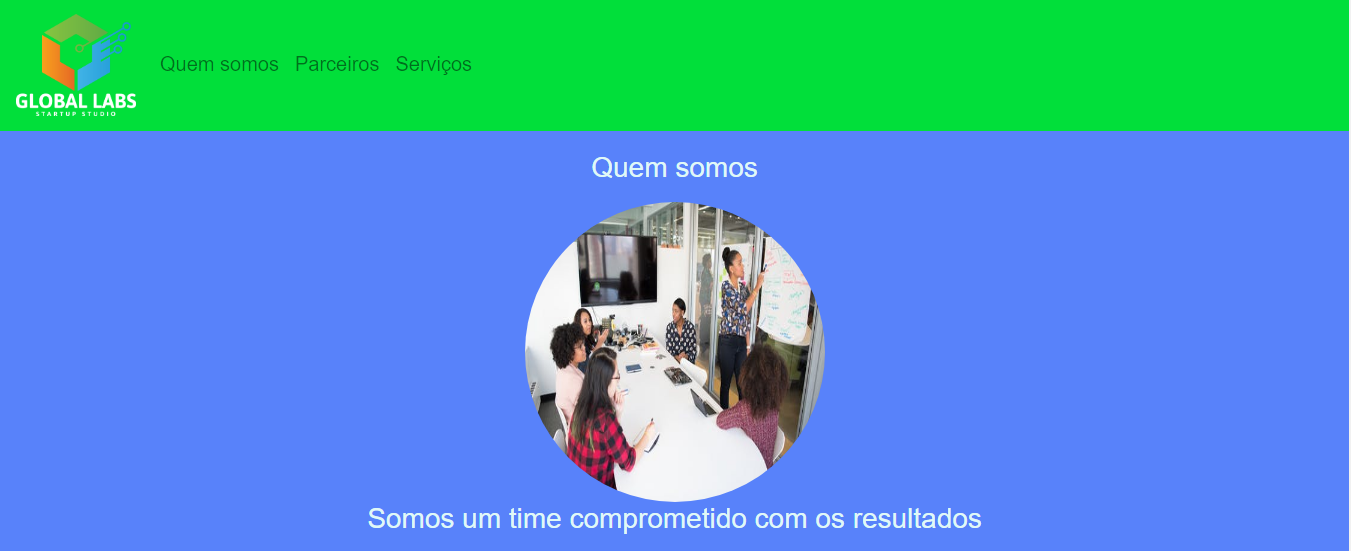 GLOBAL LABS
STARTUP STUDIO
Quem somos Parceiros Serviços
Quem somos
Somos um time comprometido com os resultados